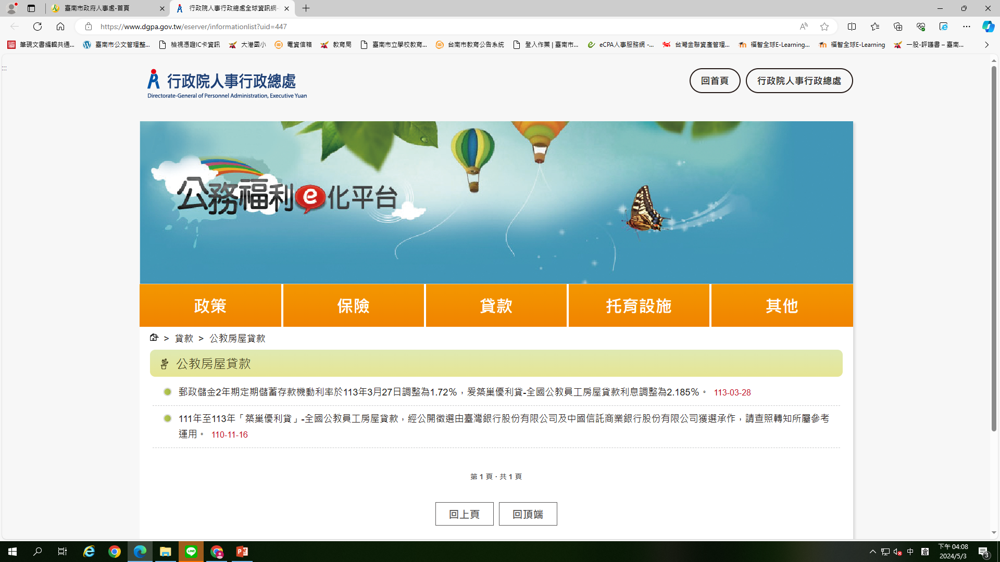 臺南市政府人事處-首頁
行政院人事行政總處全球資訊網-
https://www.dgpa.gov.tw/eserver/informationlist?uid=447
筆硯文書編輯共通...
臺南市公文管理整...
檢視憑證IC卡資訊
大港國小
電資信箱
教育局
臺南市立學校教育...
台南市教育公告系統
登入作業 | 臺南市...
eCPA人事服務網 -...
台灣金聯資產管理...
福智全球E-Learning...
福智全球E-Learning
一股-評議書 – 臺南...
:::
行政院人事行政總處
Directorate-General of Personnel Administration, Executive Yuan
回首頁
行政院人事行政總處
公務福利e化平台
政策
保險
貸款
托育設施
其他
> 貸款 > 公教房屋貸款
公教房屋貸款
郵政儲金2年期定期儲蓄存款機動利率於113年3月27日調整為1.72%，爰築巢優利貸-全國公教員工房屋貸款利息調整為2.185%。 113-03-28
111年至113年「築巢優利貸」-全國公教員工房屋貸款，經公開徵選由臺灣銀行股份有限公司及中國信託商業銀行股份有限公司獲選承作，請查照轉知所屬參考
運用。 110-11-16
第 1 頁 · 共 1 頁
回上頁
回頂端
LINE
中
倉
下午 04:08
2024/5/3
3